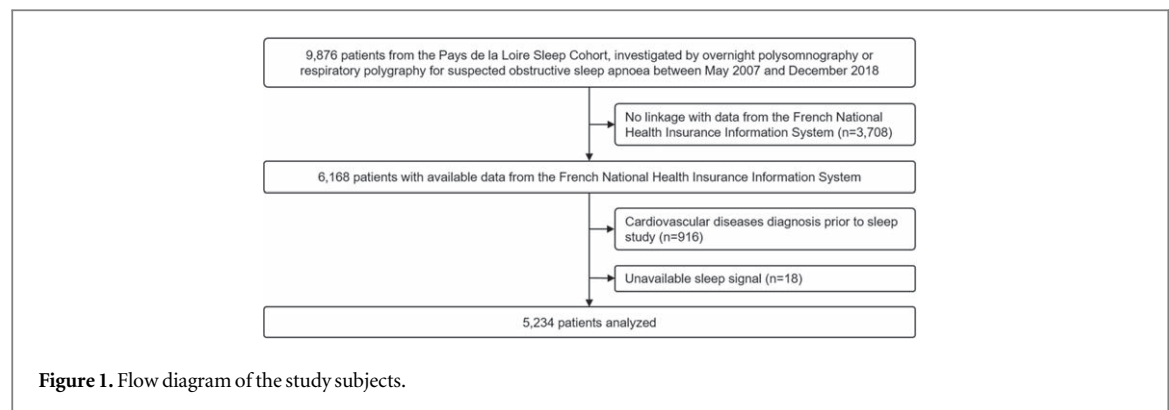 9,876 patients from the Pays de la Loire Sleep Cohort, investigated by overnight polysomnography or
respiratory polygraphy for suspected obstructive sleep apnoea between May 2007 and December 2018
No linkage with data from the French National
Health Insurance Information System (n=3,708)
6,168 patients with available data from the French National Health Insurance Information System
Cardiovascular diseases diagnosis prior to sleep
study (n=916)
Unavailable sleep signal (n=18)
5,234 patients analyzed
Figure 1. Flow diagram of the study subjects.